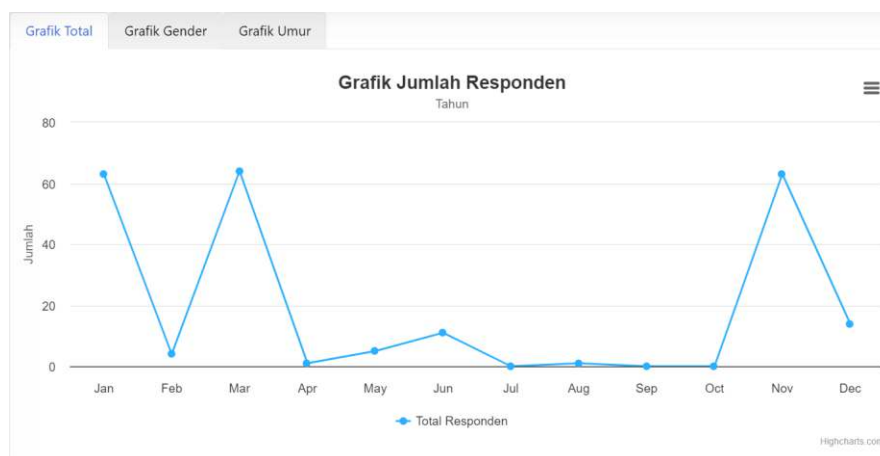 Grafik Total Grafik Gender Grafik Umur
Grafik Jumlah Responden
Tahun
Jumlah
80
60
40
20
0
Jan Feb Mar Apr May Jun Jul Aug Sep Oct Nov Dec
Total Responden
Highcharts.com